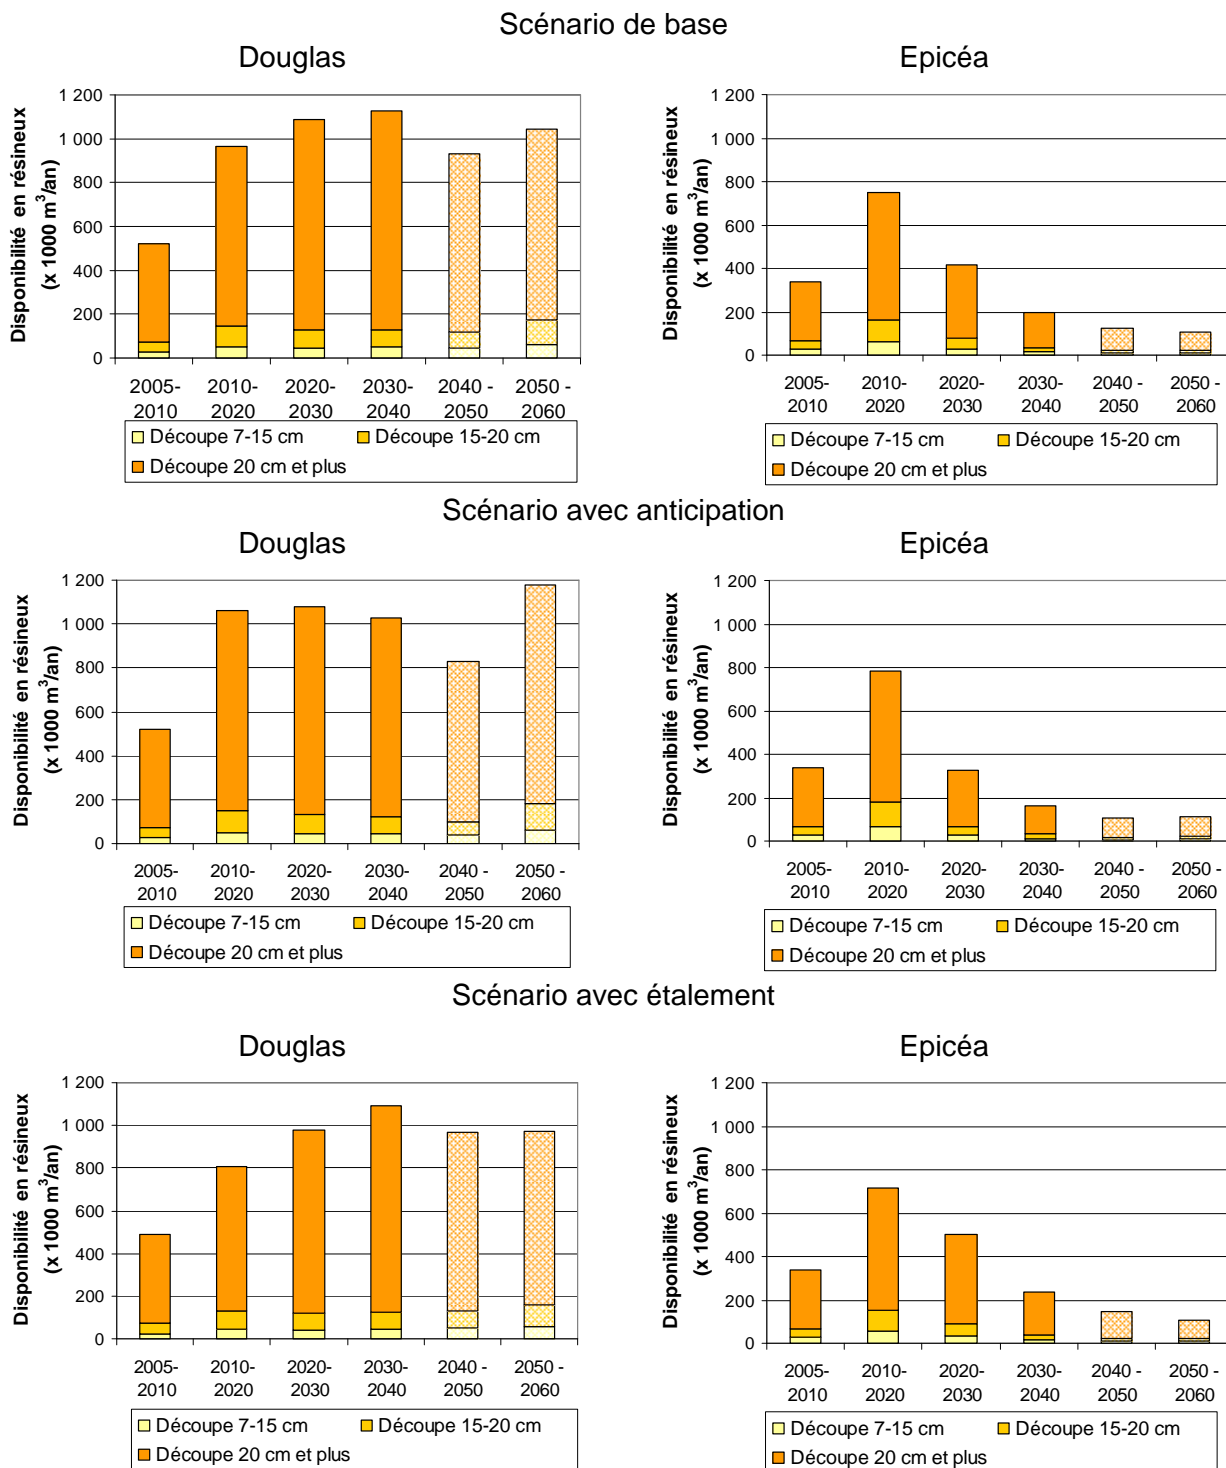 Scénario de base
Douglas
Disponibilité en résineux
(x 1000 m³/an)
1 200
1 000
800
600
400
200
0
2005-
2010
2010-
2020
2020-
2030
2030-
2040
2040 -
2050
2050 -
2060
Découpe 7-15 cm
Découpe 15-20 cm
Découpe 20 cm et plus
Epicéa
Disponibilité en résineux
(x 1000 m³/an)
1 200
1 000
800
600
400
200
0
2005-
2010
2010-
2020
2020-
2030
2030-
2040
2040 -
2050
2050 -
2060
Découpe 7-15 cm
Découpe 15-20 cm
Découpe 20 cm et plus
Scénario avec anticipation
Douglas
Disponibilité en résineux
(x 1000 m³/an)
1 200
1 000
800
600
400
200
0
2005-
2010
2010-
2020
2020-
2030
2030-
2040
2040 -
2050
2050 -
2060
Découpe 7-15 cm
Découpe 15-20 cm
Découpe 20 cm et plus
Epicéa
Disponibilité en résineux
(x 1000 m³/an)
1 200
1 000
800
600
400
200
0
2005-
2010
2010-
2020
2020-
2030
2030-
2040
2040 -
2050
2050 -
2060
Découpe 7-15 cm
Découpe 15-20 cm
Découpe 20 cm et plus
Scénario avec étalement
Douglas
Disponibilité en résineux
(x 1000 m³/an)
1 200
1 000
800
600
400
200
0
2005-
2010
2010-
2020
2020-
2030
2030-
2040
2040 -
2050
2050 -
2060
Découpe 7-15 cm
Découpe 15-20 cm
Découpe 20 cm et plus
Epicéa
Disponibilité en résineux
(x 1000 m³/an)
1 200
1 000
800
600
400
200
0
2005-
2010
2010-
2020
2020-
2030
2030-
2040
2040 -
2050
2050 -
2060
Découpe 7-15 cm
Découpe 15-20 cm
Découpe 20 cm et plus